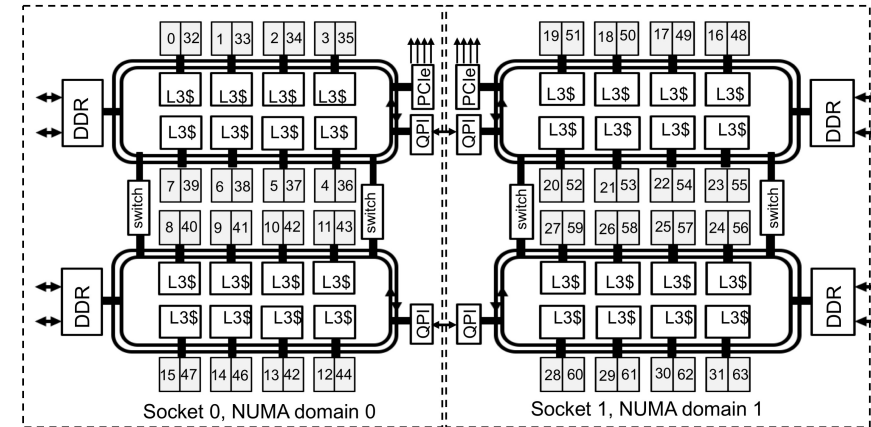 0 32 1 33 2 34 3 35 19 51 18 50 17 49 16 48
PCIe PCIe
L3$ L3$ L3$ L3$ L3$ L3$ L3$ L3$
DDR DDR
L3$ L3$ L3$ L3$ QPI QPI L3$ L3$ L3$ L3$
7 39 6 38 5 37 4 36 20 52 21 53 22 54 23 55
switch switch switch switch
8 40 9 41 10 42 11 43 27 59 26 58 25 57 24 56
L3$ L3$ L3$ L3$ L3$ L3$ L3$ L3$
DDR DDR
L3$ L3$ L3$ L3$ QPI QPI L3$ L3$ L3$ L3$
15 47 14 46 13 42 12 44 28 60 29 61 30 62 31 63
Socket 0, NUMA domain 0 Socket 1, NUMA domain 1